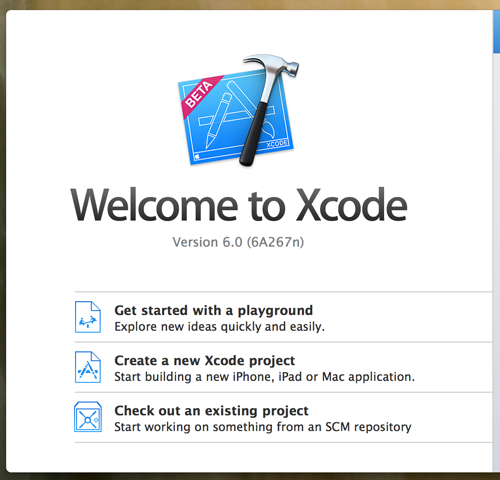 BETA
XCODE
Welcome to Xcode
Version 6.0 (6A267n)
Get started with a playground
Explore new ideas quickly and easily.
Create a new Xcode project
Start building a new iPhone, iPad or Mac application.
Check out an existing project
Start working on something from an SCM repository